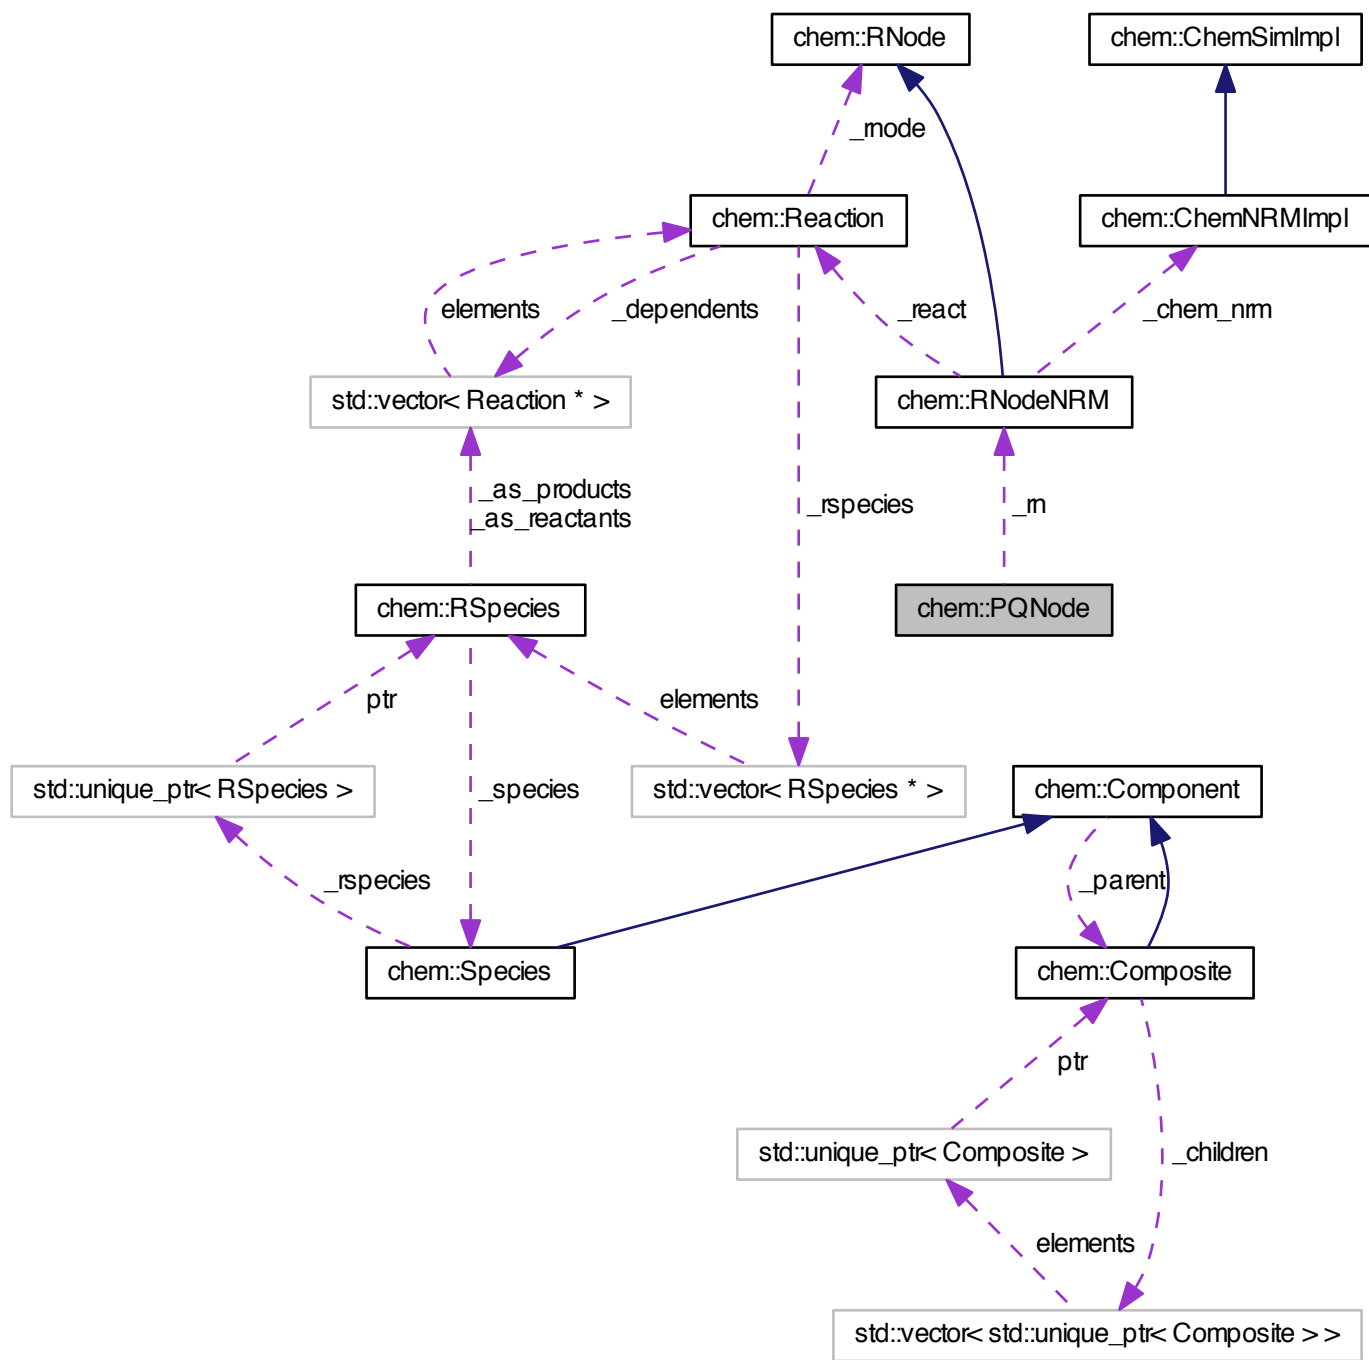 chem::RNode
chem::ChemSimImpl
_rnode
chem::Reaction
chem::ChemNRMImpl
elements
_dependents
_react
_chem_nrm
std::vector< Reaction * >
chem::RNodeNRM
_as_products
_as_reactants
_rspecies
_rn
chem::RSpecies
chem::PQNode
ptr
elements
std::unique_ptr< RSpecies >
_species
std::vector< RSpecies * >
chem::Component
_rspecies
_parent
chem::Species
chem::Composite
ptr
std::unique_ptr< Composite >
_children
elements
std::vector< std::unique_ptr< Composite > >